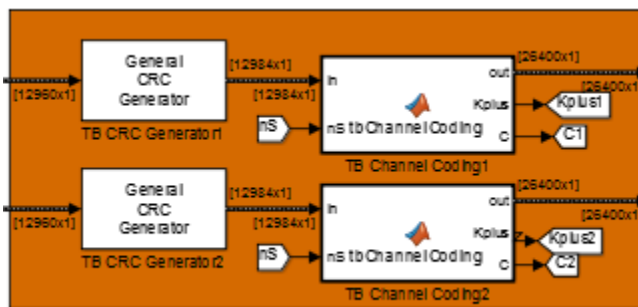 [12960x1]
General
CRC
Generator
TB CRC Generator1
[12984x1]
[12984x1]
nS
in
ns tbChannelCoding
out
Kplus
C
TB Channel Coding1
[26400x1]
[26400x1]
Kplus1
C1
[12960x1]
General
CRC
Generator
TB CRC Generator2
[12984x1]
[12984x1]
nS
in
ns tbChannelCoding
out
Kplus
C
TB Channel Coding2
[26400x1]
[26400x1]
Kplus2
C2